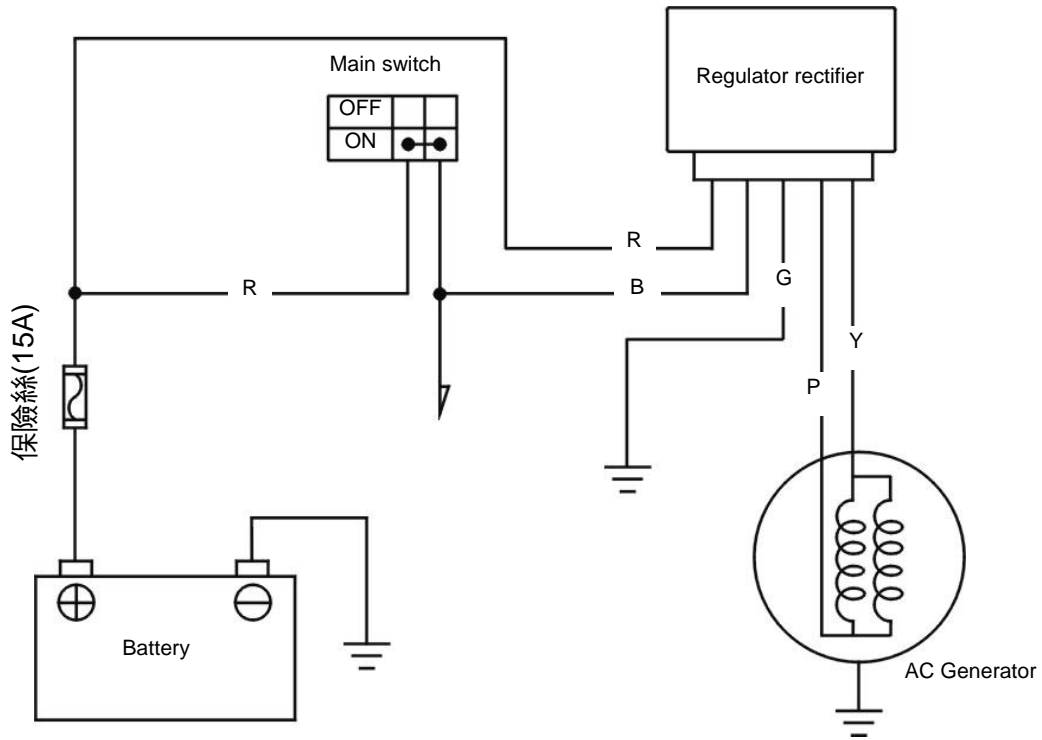 Main switch
OFF
ON
Regulator rectifier
R
R
B
G
Y
P
保險絲(15A)
Battery
AC Generator